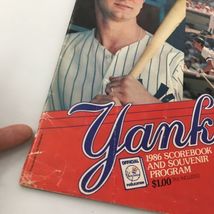 Yank
1986 SCOREBOOK
AND SOUVENIR
PROGRAM
$1.00
OFFICIAL